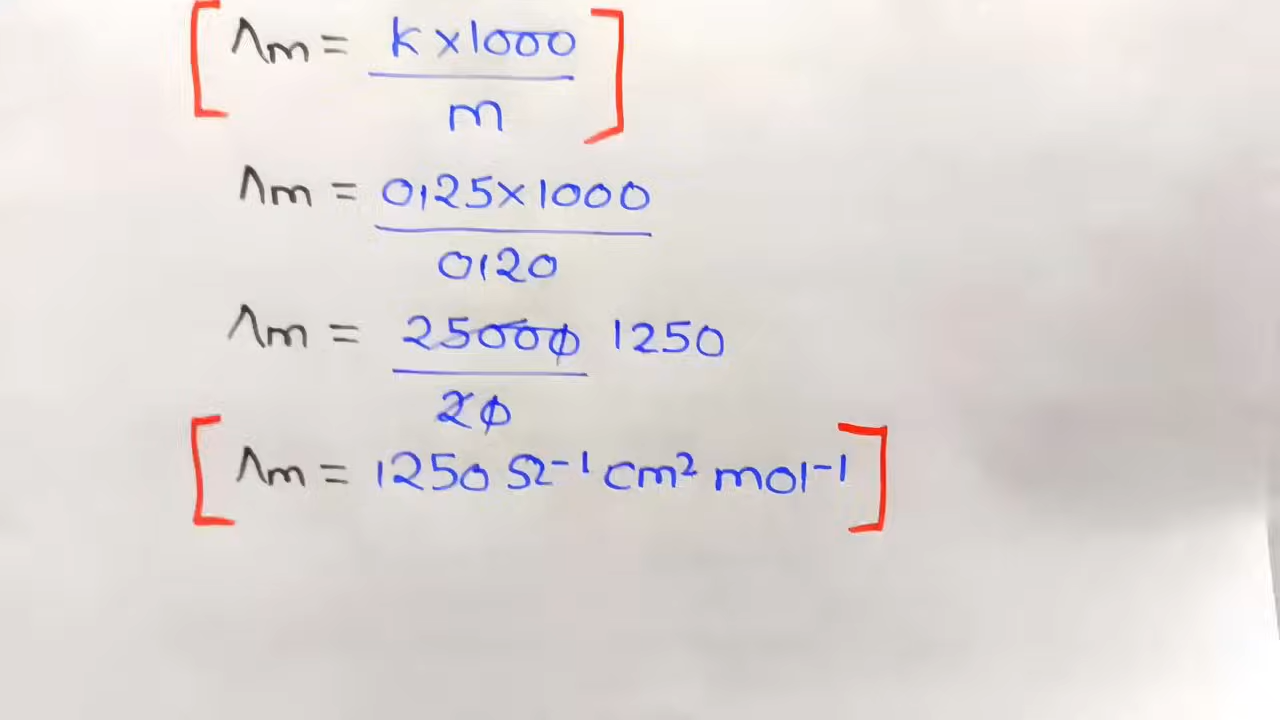 [Λm = K×1000 / m]
Λm = 0,25×1000 / 0,20
Λm = 25000 / 20 1250
[Λm = 1250 Ω⁻¹ cm² mol⁻¹]